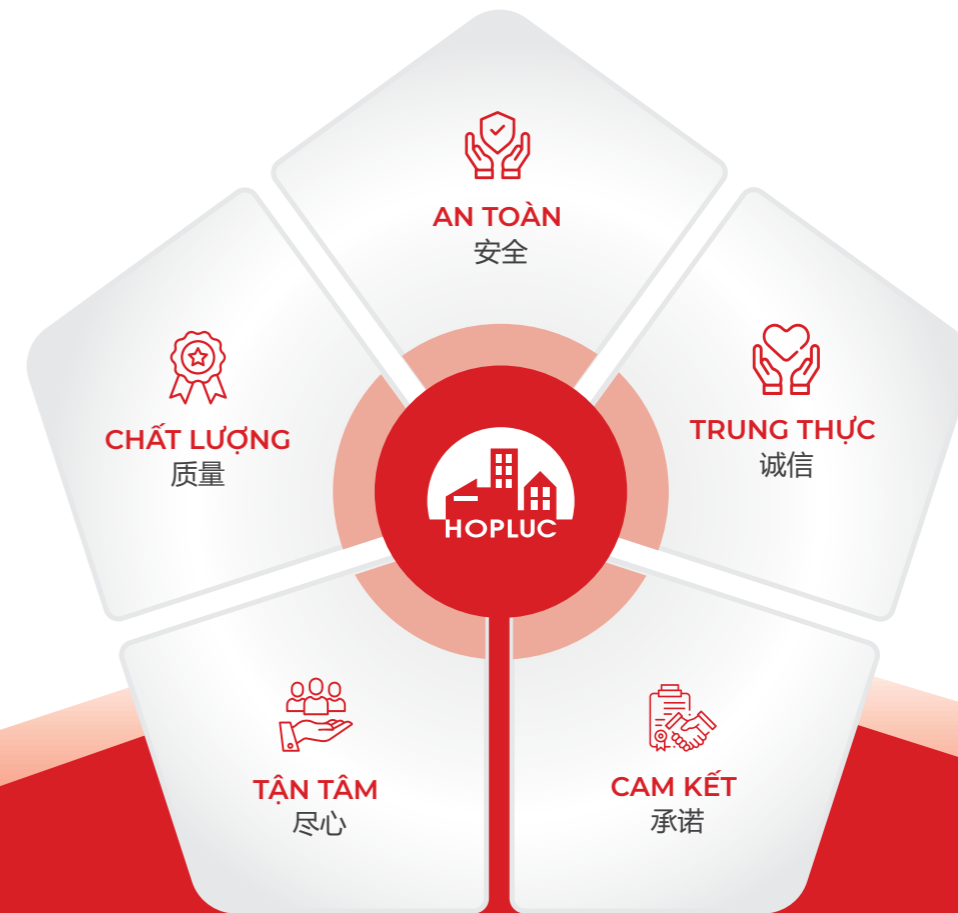 AN TOÀN
安全
CHẤT LƯỢNG
质量
TRUNG THỰC
诚信
HOPLUC
TẬN TÂM
尽心
CAM KẾT
承诺